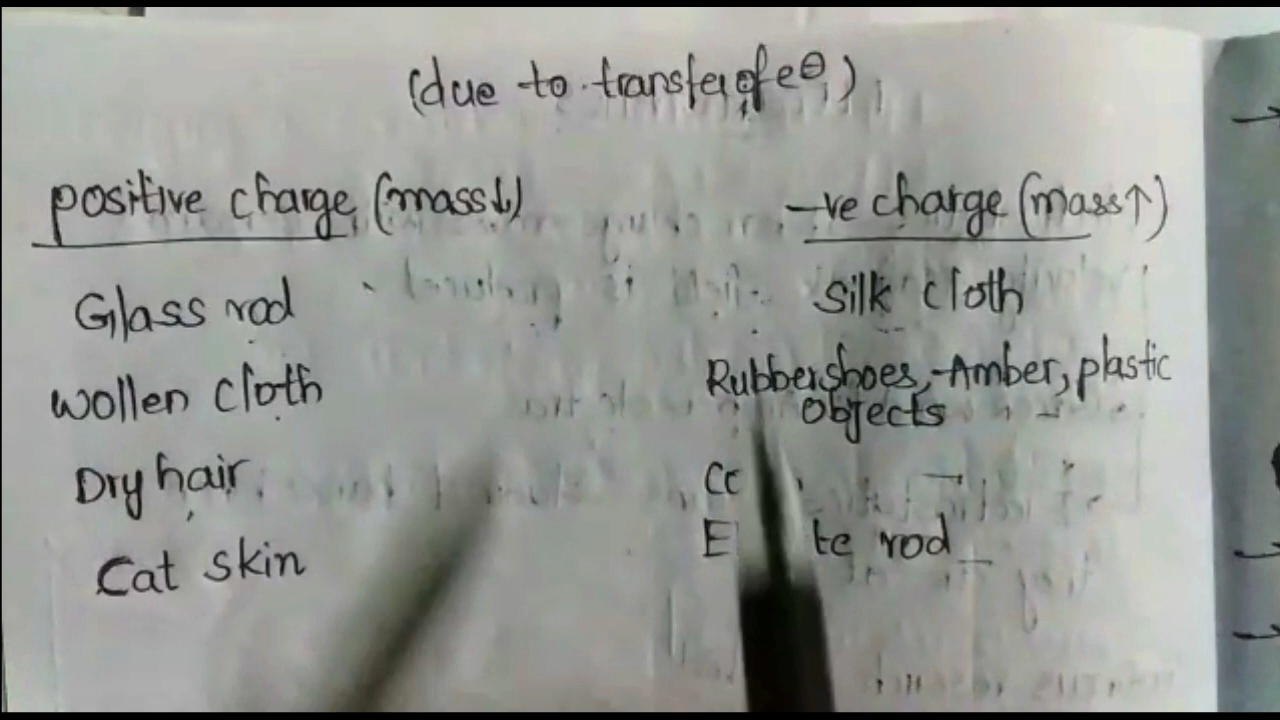 (due to transfer of e⊖)
positive charge (mass↓)
-ve charge (mass↑)
Glass rod
silk cloth
wollen cloth
Rubbershoes, Amber, plastic
objects
Dry hair
Cat skin
rod